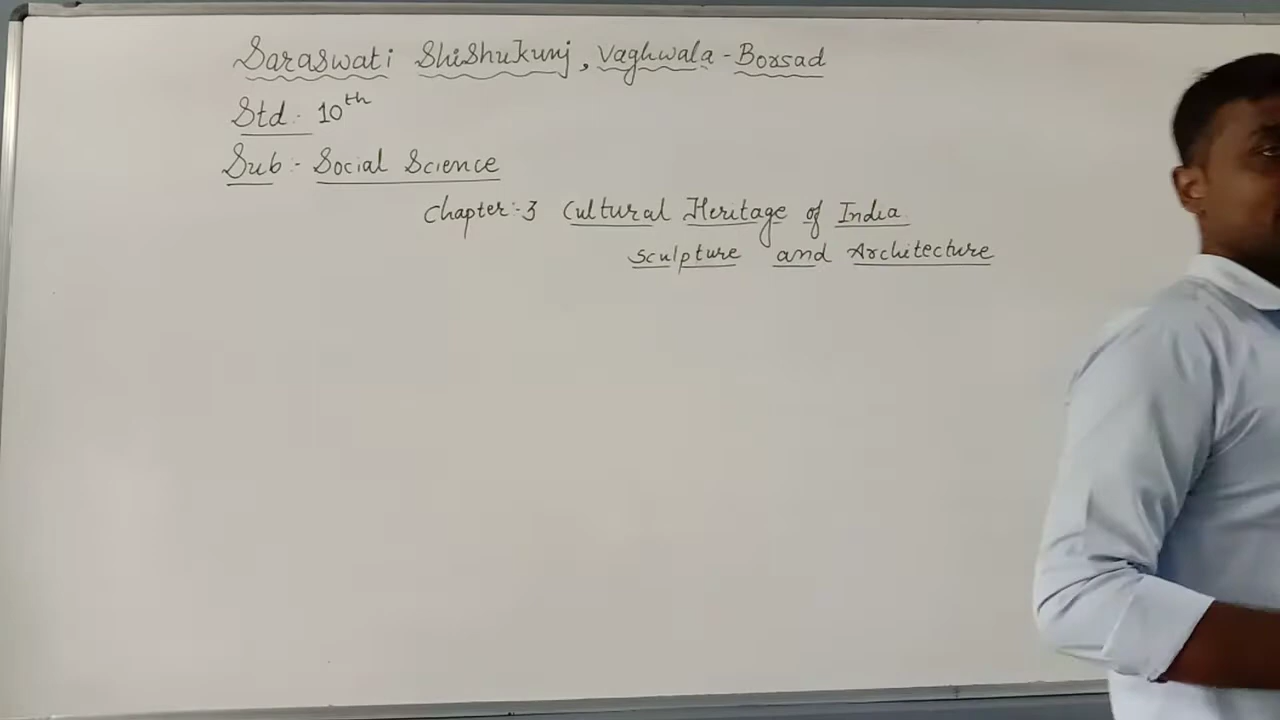 Saraswati Shishukunj, Vaghwala - Borsad
Std :- 10th
Sub :- Social Science
Chapter :- 3 Cultural Heritage of India
Sculpture and Architecture